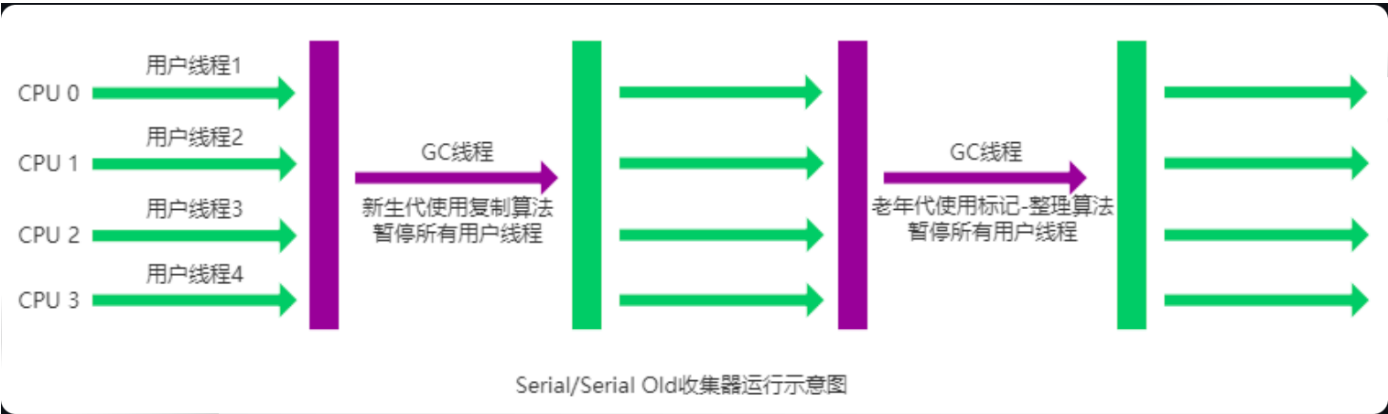 用户线程1
CPU 0
用户线程2
CPU 1
用户线程3
CPU 2
用户线程4
CPU 3
GC线程
新生代使用复制算法
暂停所有用户线程
GC线程
老年代使用标记-整理算法
暂停所有用户线程
Serial/Serial Old收集器运行示意图